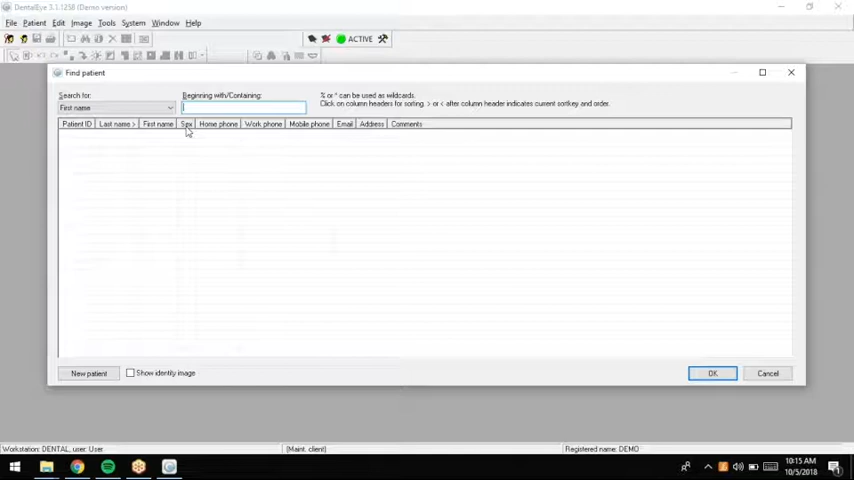 DentalEye 3.1-1258 (Demo version)
File Patient Edit Image Tools System Window Help
ACTIVE
Find patient
Search for:
Beginning with/Containing:
% or * can be used as wildcards.
First name
Click on column headers for sorting. > or < after column header indicates current sortkey and order.
Patient ID Last name > First name Sex Home phone Work phone Mobile phone Email Address Comments
New patient Show identity image OK Cancel
Workstation: DENTAL, user: User. (Maint. client) Registered name: DEMO
10:15 AM
10/5/2018